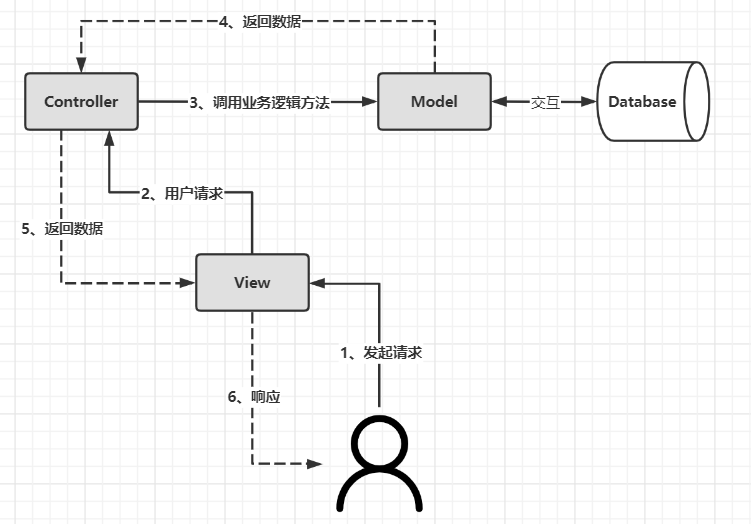 4、返回数据
Controller
3、调用业务逻辑方法
Model
交互
Database
2、用户请求
5、返回数据
View
1、发起请求
6、响应